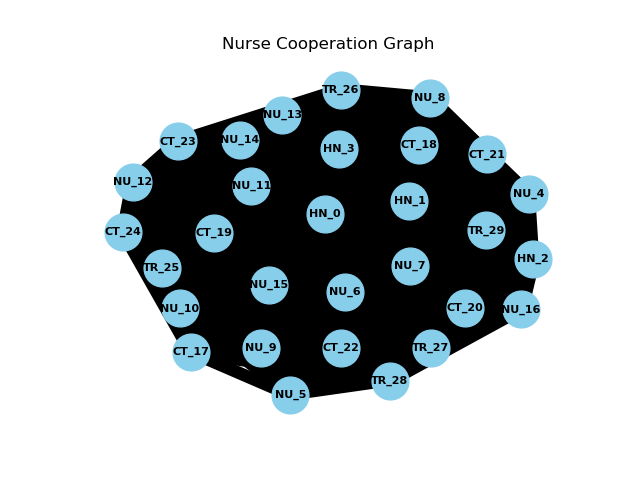 Nurse Cooperation Graph
TR_26
NU_8
NU_13
NU_14
CT_23
HN_3
CT_18
CT_21
NU_12
NU_11
NU_4
HN_1
HN_0
CT_24
CT_19
TR_29
HN_2
TR_25
NU_7
NU_15
NU_6
NU_10
CT_20
NU_16
CT_17
NU_9
CT_22
TR_27
TR_28
NU_5